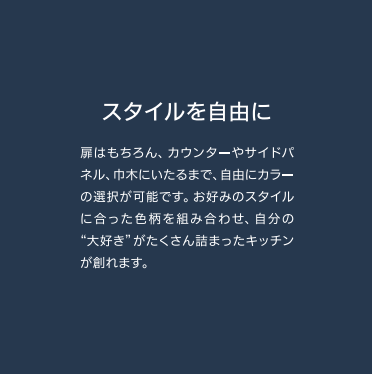 スタイルを自由に
扉はもちろん、カウンターやサイドパ
ネル、巾木にいたるまで、自由にカラー
の選択が可能です。お好みのスタイル
に合った色柄を組み合わせ、自分の
“大好き”がたくさん詰まったキッチン
が創れます。